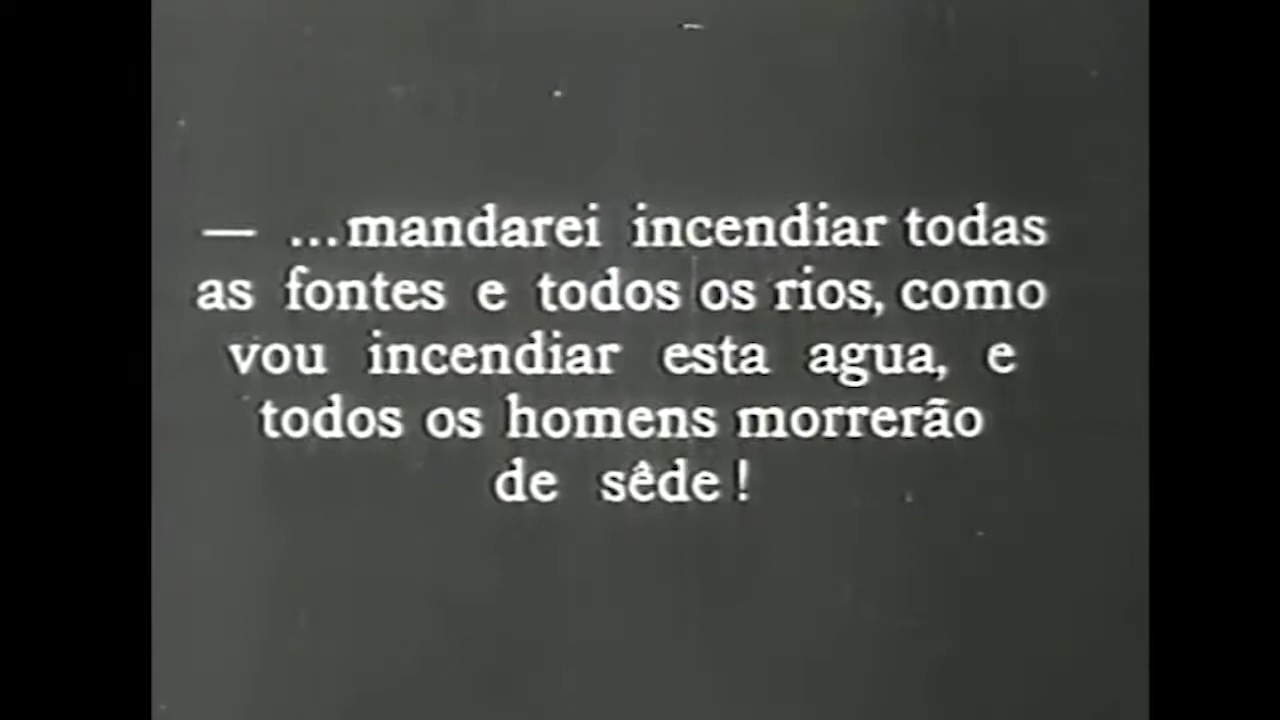 — ...mandarei incendiar todas
as fontes e todos os rios, como
vou incendiar esta agua, e
todos os homens morrerão
de sêde !